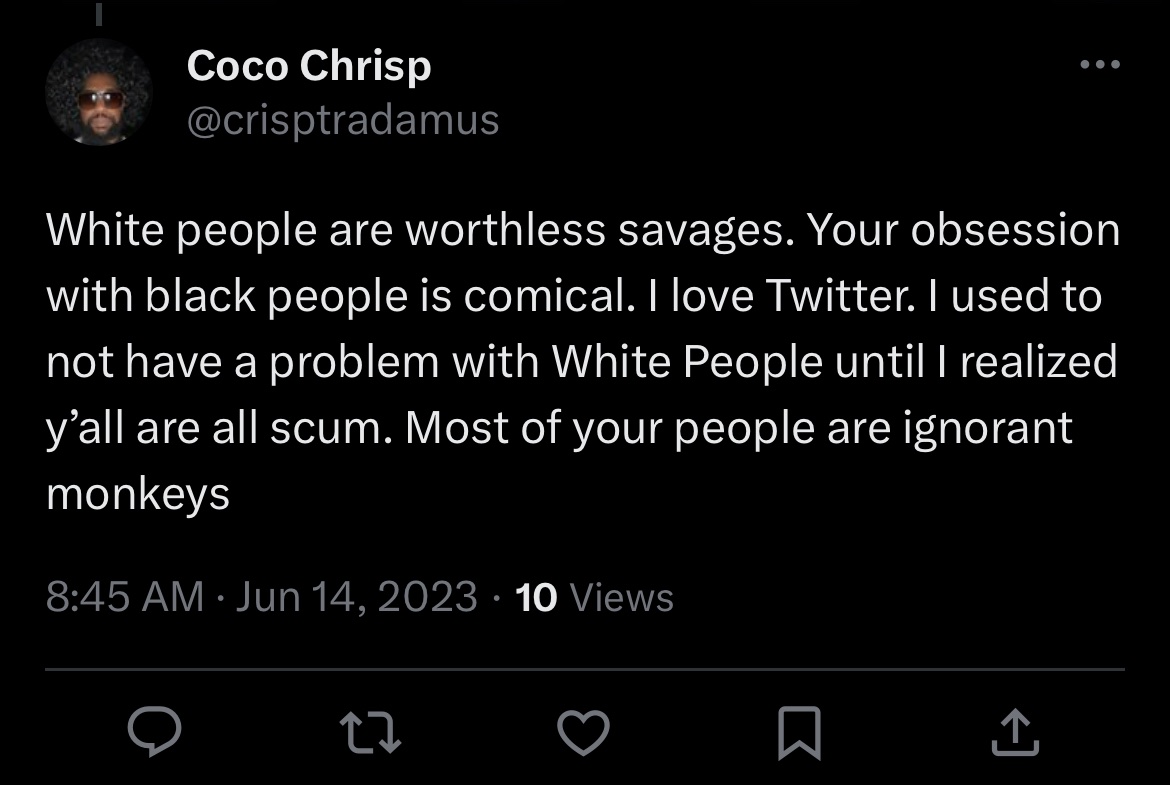 Coco Chrisp
@crisptradamus
White people are worthless savages. Your obsession
with black people is comical. I love Twitter. I used to
not have a problem with White People until I realized
y’all are all scum. Most of your people are ignorant
monkeys
8:45 AM · Jun 14, 2023 · 10 Views